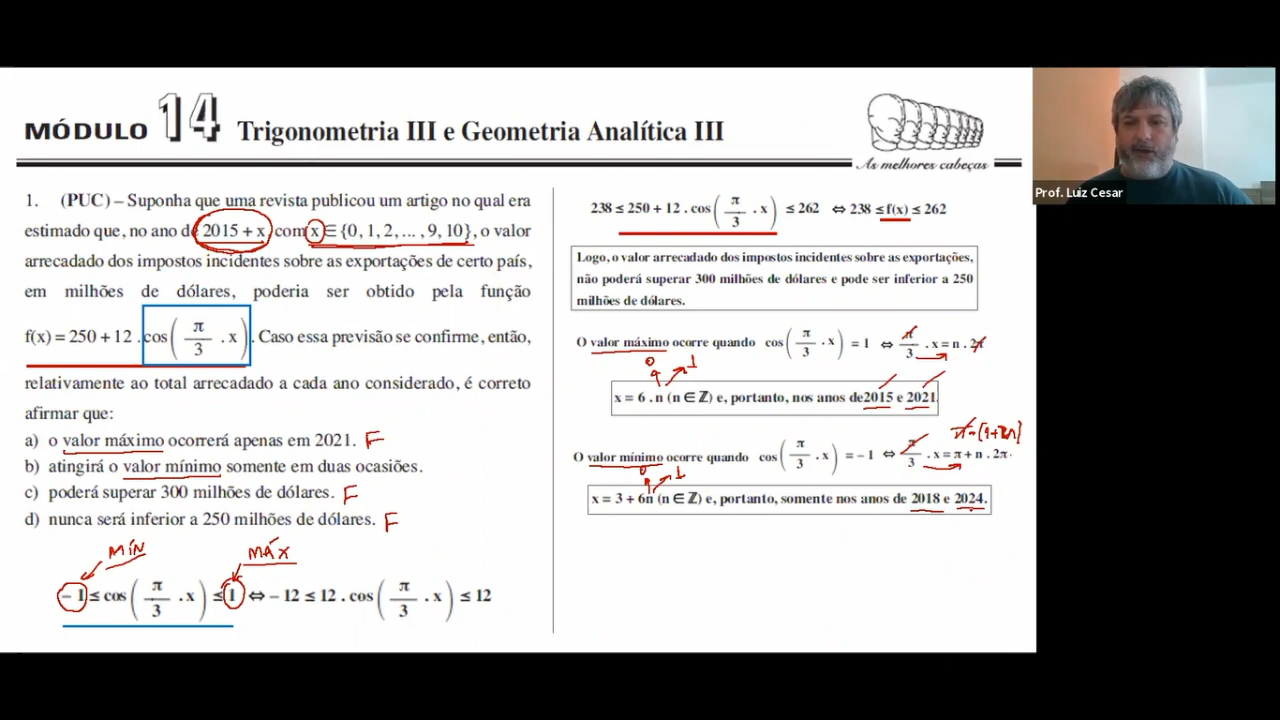 MÓDULO 14 Trigonometria III e Geometria Analítica III
As melhores cabeças
Prof. Luiz Cesar
1. (PUC) – Suponha que uma revista publicou um artigo no qual era
estimado que, no ano de 2015 + x, com x ∈ {0, 1, 2, ... , 9, 10}, o valor
arrecadado dos impostos incidentes sobre as exportações de certo país,
em milhões de dólares, poderia ser obtido pela função
f(x) = 250 + 12 . cos( π/3 . x ). Caso essa previsão se confirme, então,
relativamente ao total arrecadado a cada ano considerado, é correto
afirmar que:
a) o valor máximo ocorrerá apenas em 2021. F
b) atingirá o valor mínimo somente em duas ocasiões.
c) poderá superar 300 milhões de dólares. F
d) nunca será inferior a 250 milhões de dólares. F
MÍN MÁX
– 1 ≤ cos( π/3 . x ) ≤ 1 ⇔ – 12 ≤ 12 . cos( π/3 . x ) ≤ 12
238 ≤ 250 + 12 . cos( π/3 . x ) ≤ 262 ⇔ 238 ≤ f(x) ≤ 262
Logo, o valor arrecadado dos impostos incidentes sobre as exportações,
não poderá superar 300 milhões de dólares e pode ser inferior a 250
milhões de dólares.
O valor máximo ocorre quando cos( π/3 . x ) = 1 ⇔ π/3 . x = n . 2π
0 1
x = 6 . n (n ∈ ℤ) e, portanto, nos anos de 2015 e 2021.
π (1+2n)
O valor mínimo ocorre quando cos( π/3 . x ) = – 1 ⇔ π/3 . x = π + n . 2π
0 1
x = 3 + 6n (n ∈ ℤ) e, portanto, somente nos anos de 2018 e 2024.